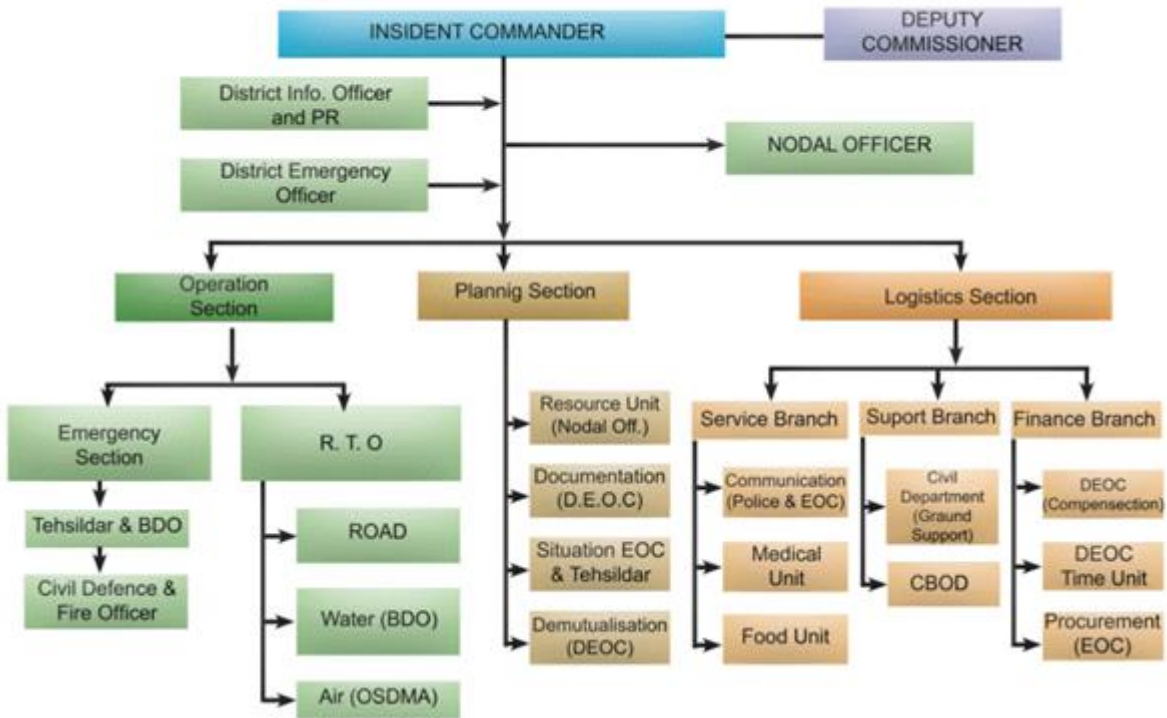 INSIDENT COMMANDER
DEPUTY
COMMISSIONER
District Info. Officer
and PR
NODAL OFFICER
District Emergency
Officer
Operation
Section
Plannig Section
Logistics Section
Emergency
Section
R. T. O
Resource Unit
(Nodal Off.)
Service Branch
Suport Branch
Finance Branch
Tehsildar & BDO
Civil Defence &
Fire Officer
ROAD
Water (BDO)
Air (OSDMA)
Documentation
(D.E.O.C)
Situation EOC
& Tehsildar
Demutualisation
(DEOC)
Communication
(Police & EOC)
Medical
Unit
Food Unit
Civil
Department
(Graund
Support)
CBOD
DEOC
(Compensection)
DEOC
Time Unit
Procurement
(EOC)